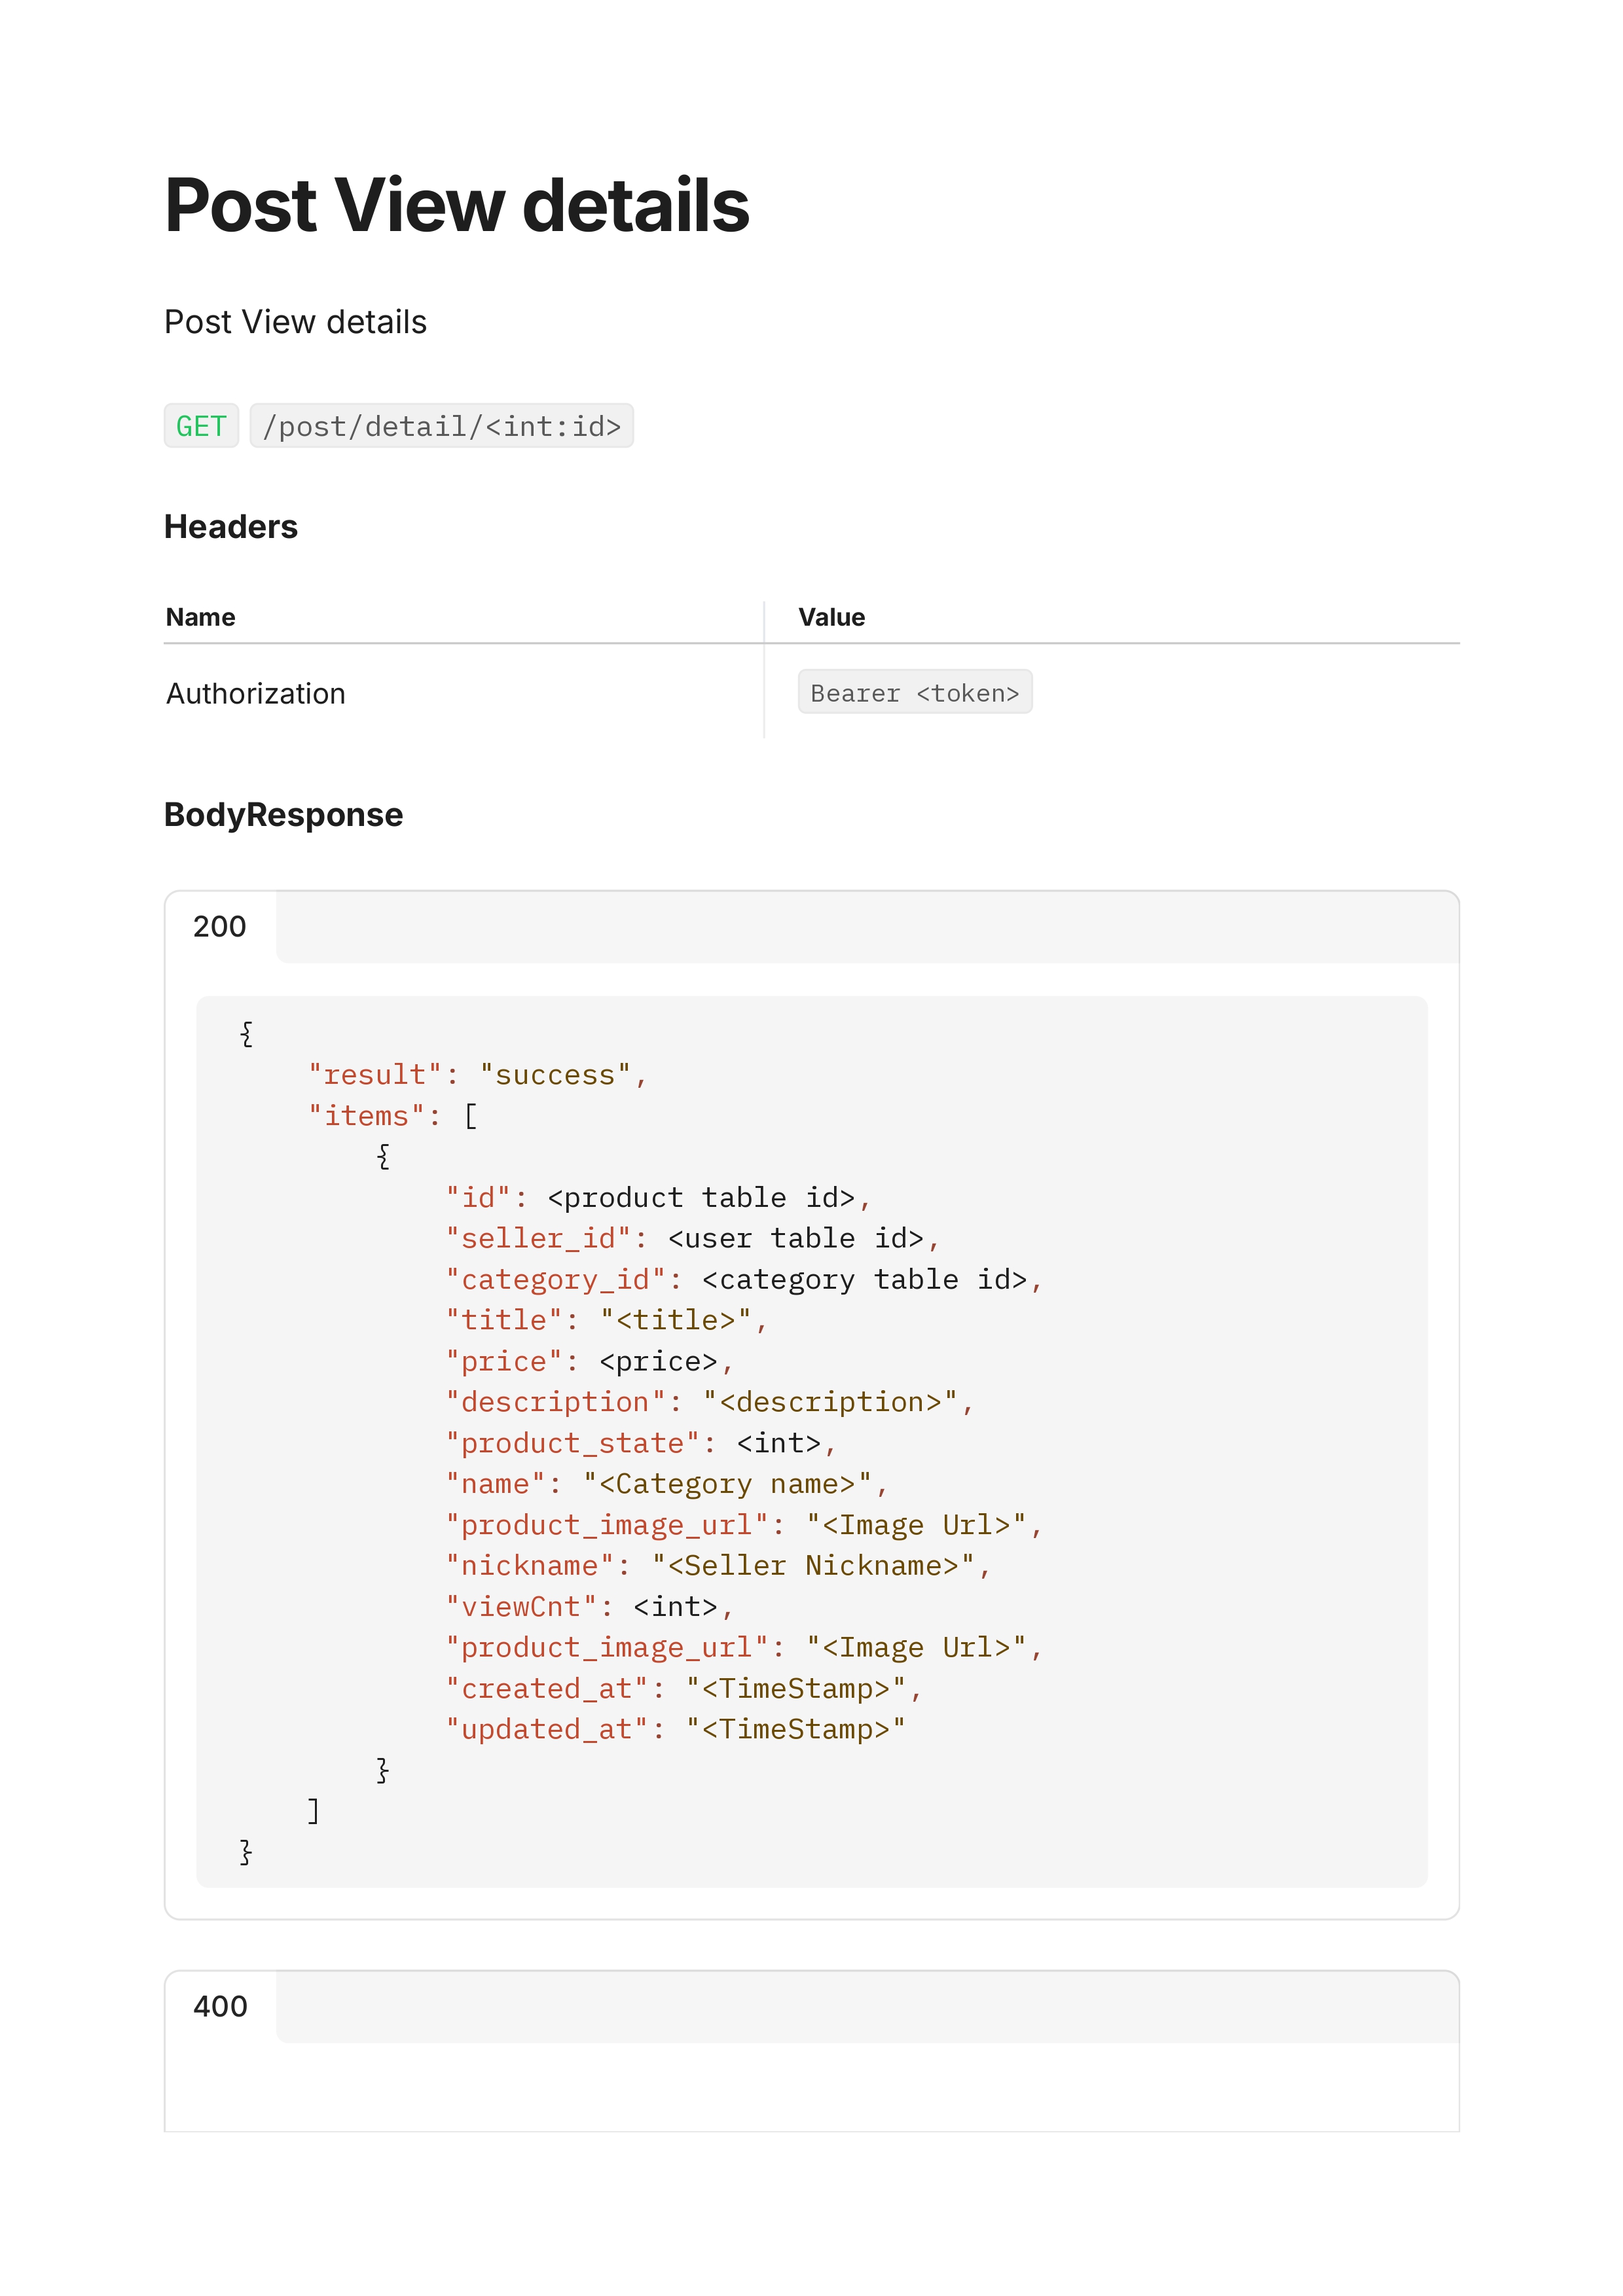 Post View details
Post View details
GET /post/detail/<int:id>
Headers
Name Value
Authorization Bearer <token>
BodyResponse
200
{
    "result": "success",
    "items": [
        {
            "id": <product table id>,
            "seller_id": <user table id>,
            "category_id": <category table id>,
            "title": "<title>",
            "price": <price>,
            "description": "<description>",
            "product_state": <int>,
            "name": "<Category name>",
            "product_image_url": "<Image Url>",
            "nickname": "<Seller Nickname>",
            "viewCnt": <int>,
            "product_image_url": "<Image Url>",
            "created_at": "<TimeStamp>",
            "updated_at": "<TimeStamp>"
        }
    ]
}
400